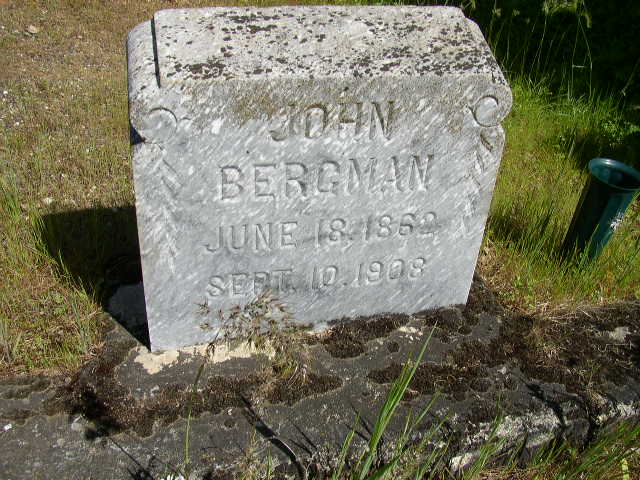 JOHN
BERGMAN
JUNE 18.1862
SEPT. 10.1908